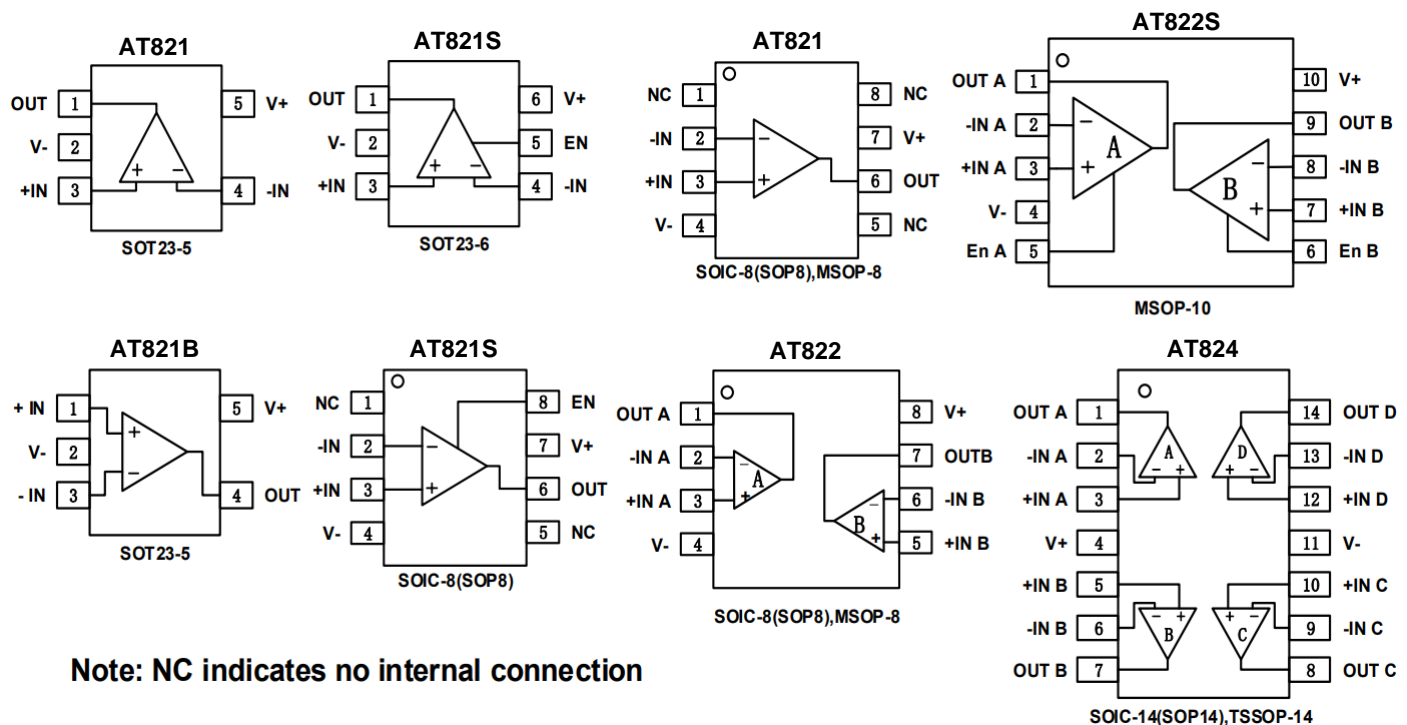 AT821
OUT 1
V- 2
+IN 3
5 V+
4 -IN
+ -
SOT23-5
AT821S
OUT 1
V- 2
+IN 3
6 V+
5 EN
4 -IN
+ -
SOT23-6
AT821
NC 1
-IN 2
+IN 3
V- 4
8 NC
7 V+
6 OUT
5 NC
-
+
SOIC-8(SOP8),MSOP-8
AT822S
OUT A 1
-IN A 2
+IN A 3
V- 4
En A 5
10 V+
9 OUT B
8 -IN B
7 +IN B
6 En B
-
A
+
-
B
+
MSOP-10
AT821B
+ IN 1
V- 2
- IN 3
5 V+
4 OUT
+
-
SOT23-5
AT821S
NC 1
-IN 2
+IN 3
V- 4
8 EN
7 V+
6 OUT
5 NC
-
+
SOIC-8(SOP8)
AT822
OUT A 1
-IN A 2
+IN A 3
V- 4
8 V+
7 OUTB
6 -IN B
5 +IN B
-
A
+
-
B
+
SOIC-8(SOP8),MSOP-8
AT824
OUT A 1
-IN A 2
+IN A 3
V+ 4
+IN B 5
-IN B 6
OUT B 7
14 OUT D
13 -IN D
12 +IN D
11 V-
10 +IN C
9 -IN C
8 OUT C
A
- +
D
+ -
- +
B
+ -
C
SOIC-14(SOP14),TSSOP-14
Note: NC indicates no internal connection